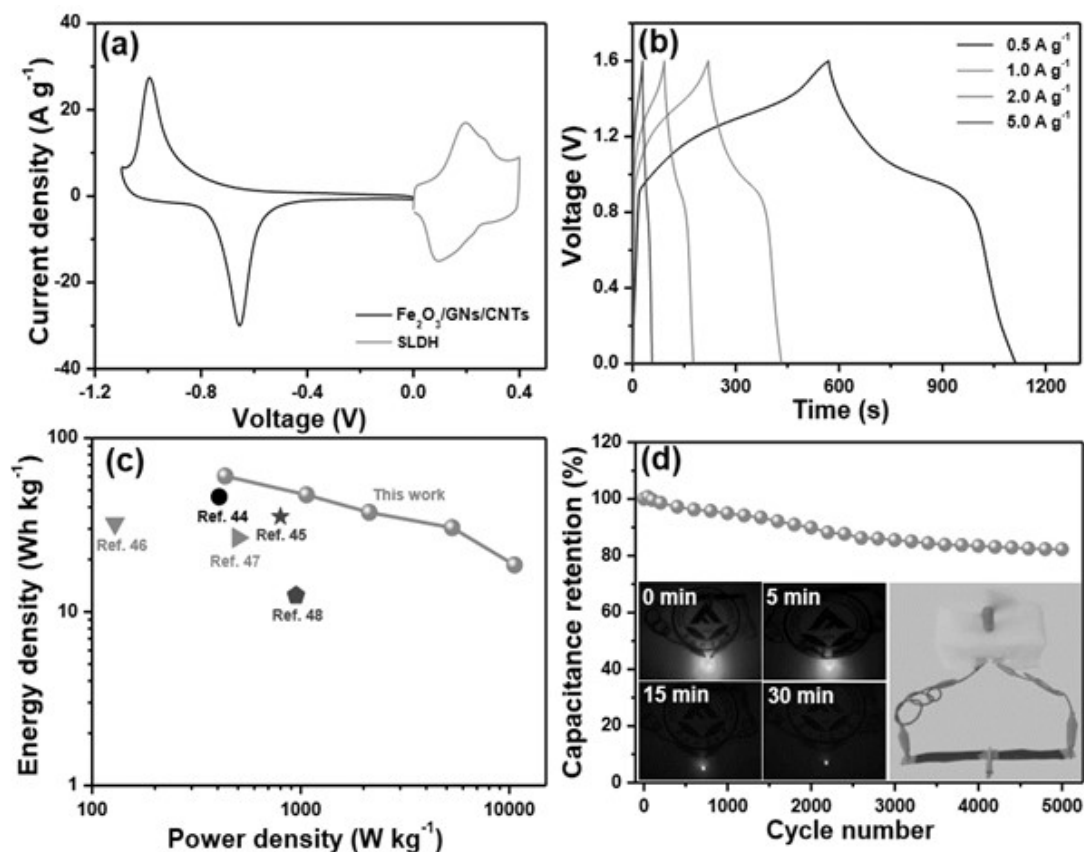 (a)
40
20
0
-20
-40
Current density (A g⁻¹)
Fe₂O₃/GNs/CNTs
SLDH
-1.2 -0.8 -0.4 0.0 0.4
Voltage (V)
(b)
1.6
1.2
0.8
0.4
0.0
Voltage (V)
0.5 A g⁻¹
1.0 A g⁻¹
2.0 A g⁻¹
5.0 A g⁻¹
0 300 600 900 1200
Time (s)
(c)
100
10
1
Energy density (Wh kg⁻¹)
This work
Ref. 44
Ref. 45
Ref. 46
Ref. 47
Ref. 48
100 1000 10000
Power density (W kg⁻¹)
(d)
120
100
80
60
40
20
0
Capacitance retention (%)
0 min 5 min
15 min 30 min
0 1000 2000 3000 4000 5000
Cycle number